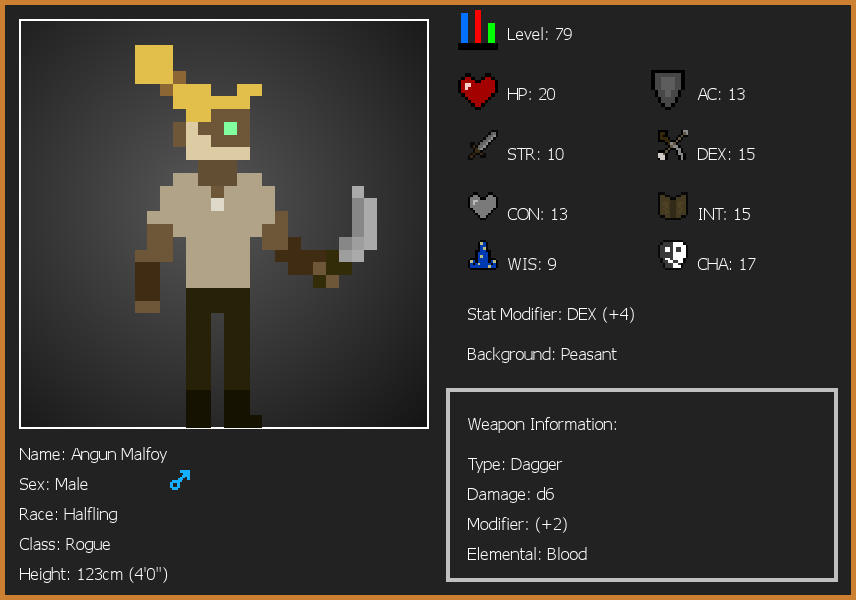 Level: 79
HP: 20
AC: 13
STR: 10
DEX: 15
CON: 13
INT: 15
WIS: 9
CHA: 17
Stat Modifier: DEX (+4)
Background: Peasant
Weapon Information:
Type: Dagger
Damage: d6
Modifier: (+2)
Elemental: Blood
Name: Angun Malfoy
Sex: Male
Race: Halfling
Class: Rogue
Height: 123cm (4'0")